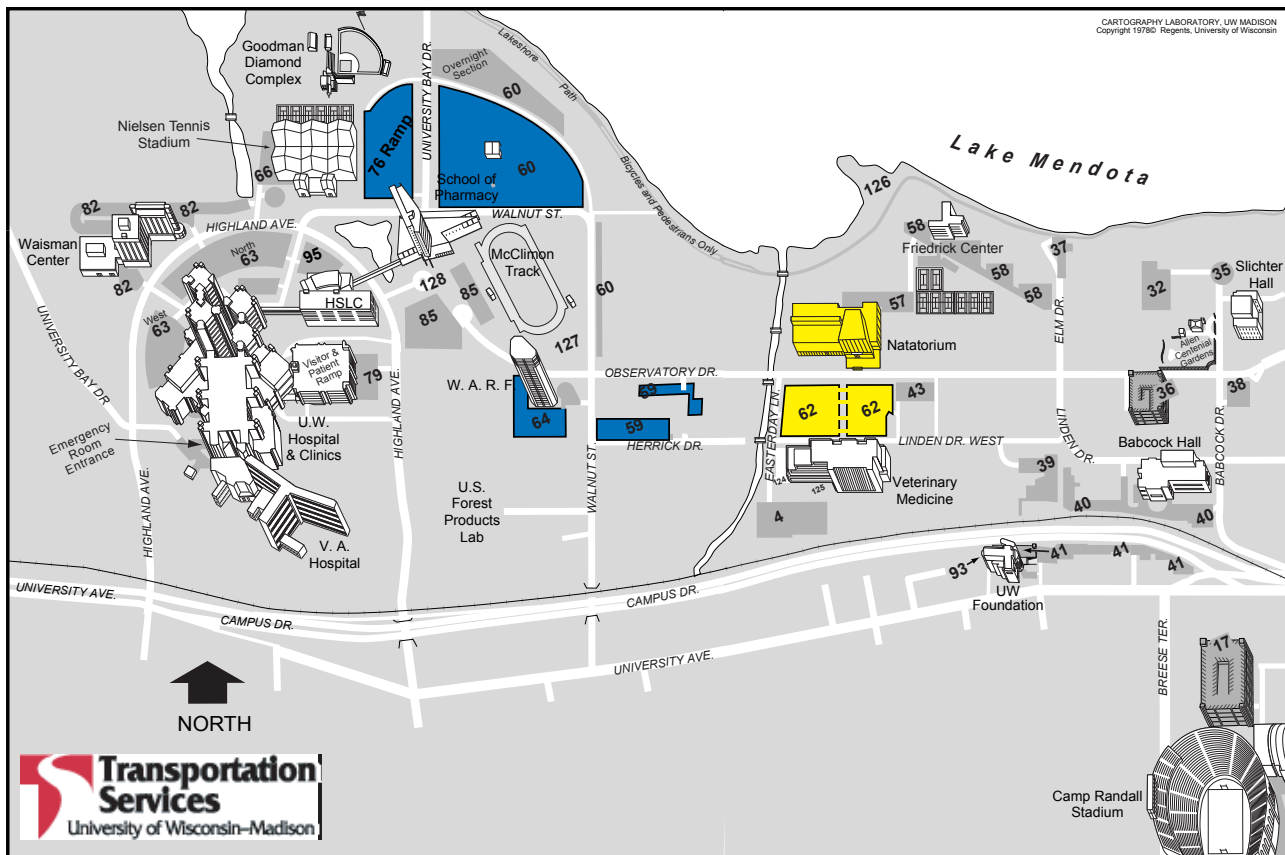 CARTOGRAPHY LABORATORY, UW MADISON
Copyright 1978© Regents, University of Wisconsin
Goodman
Diamond
Complex
UNIVERSITY BAY DR.
Lakeshore
Path
Overnight
Section
60
Nielsen Tennis
Stadium
76 Ramp
UNIVERSITY BAY DR.
60
Bicycles and Pedestrians Only
Lake Mendota
66
School of
Pharmacy
126
82
82
HIGHLAND AVE.
WALNUT ST.
58
Friedrick Center
Waisman
Center
North
63
95
McClimon
Track
37
58
58
32
35
Slichter
Hall
82
HSLC
128
85
85
60
57
ELM DR.
West
63
UNIVERSITY BAY DR
127
Natatorium
Allen
Centenial
Gardens
Visitor &
Patient
Ramp
79
W. A. R. F
OBSERVATORY DR.
59
43
36
38
HIGHLAND AVE.
64
59
62
62
LINDEN DR.
U.W.
Hospital
& Clinics
Emergency
Room
Entrance
HERRICK DR.
EASTERDAY LN.
LINDEN DR. WEST
Babcock Hall
BABCOCK DR.
WALNUT ST.
39
124
125
Veterinary
Medicine
U.S.
Forest
Products
Lab
HIGHLAND AVE.
4
40
40
V. A.
Hospital
93
41
41
41
UW
Foundation
UNIVERSITY AVE.
CAMPUS DR.
CAMPUS DR.
UNIVERSITY AVE.
BREESE TER.
17
NORTH
Transportation
Services
University of Wisconsin–Madison
Camp Randall
Stadium